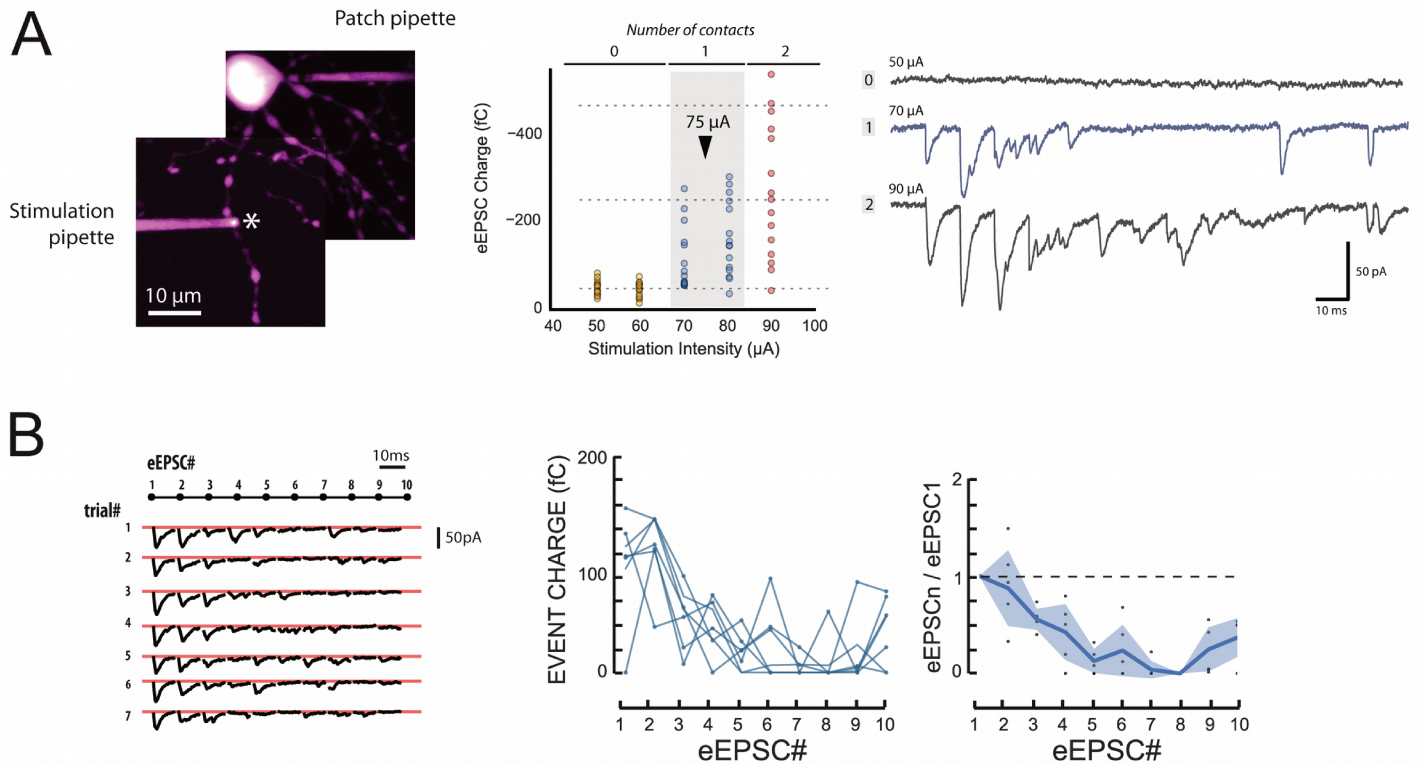 A
Patch pipette
Stimulation
pipette
*
10 µm
Number of contacts
0 1 2
eEPSC Charge (fC)
−400
−200
0
75 µA
40 50 60 70 80 90 100
Stimulation Intensity (µA)
50 µA
0
70 µA
1
90 µA
2
50 pA
10 ms
B
eEPSC#
10ms
1 2 3 4 5 6 7 8 9 10
trial#
1
50pA
2
3
4
5
6
7
EVENT CHARGE (fC)
200
100
0
1 2 3 4 5 6 7 8 9 10
eEPSC#
eEPSCn / eEPSC1
2
1
0
1 2 3 4 5 6 7 8 9 10
eEPSC#